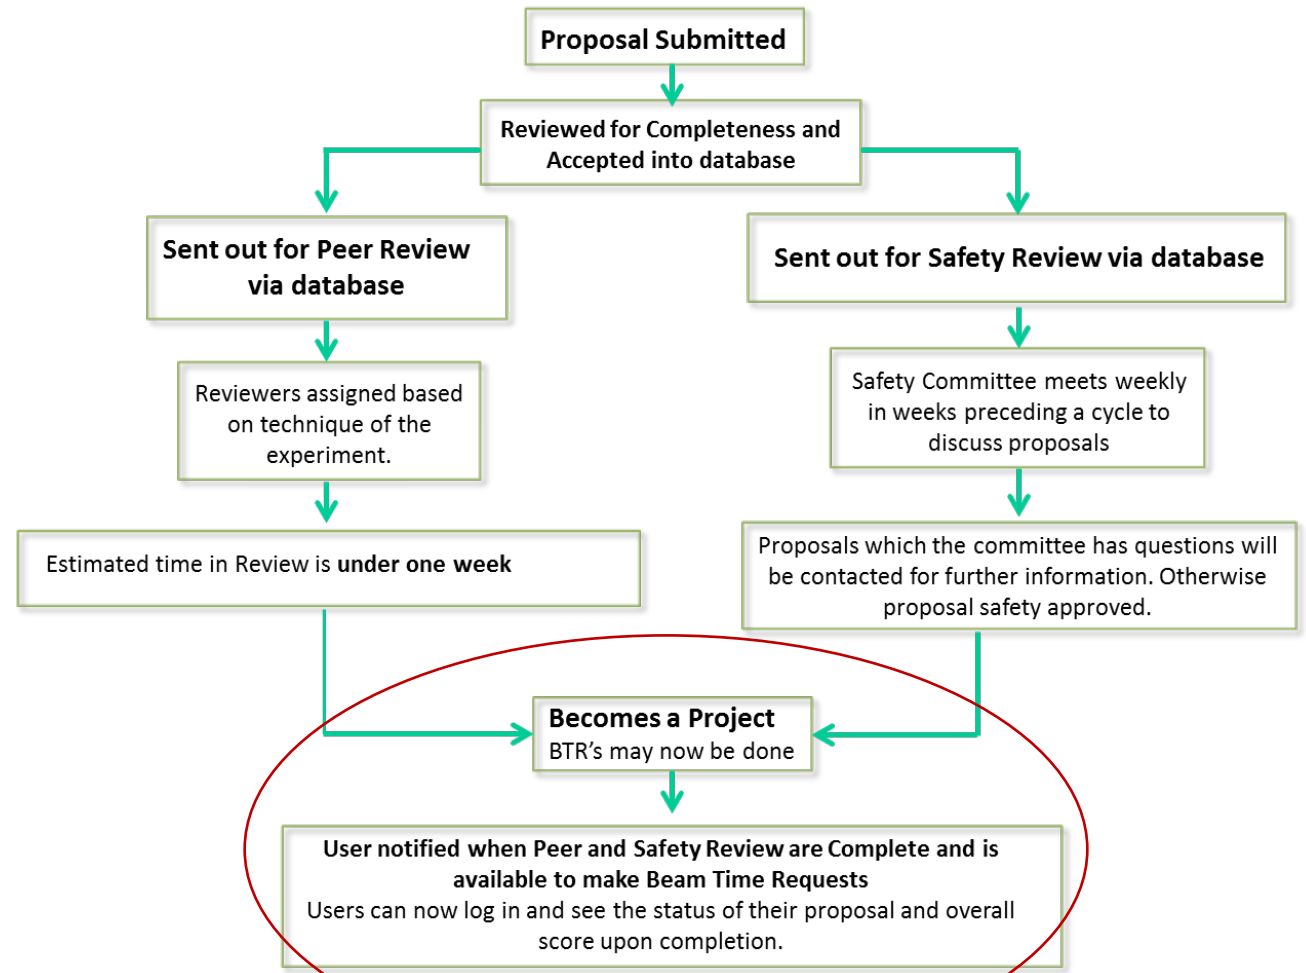 Proposal Submitted
Reviewed for Completeness and
Accepted into database
Sent out for Peer Review
via database
Sent out for Safety Review via database
Reviewers assigned based
on technique of the
experiment.
Safety Committee meets weekly
in weeks preceding a cycle to
discuss proposals
Estimated time in Review is under one week
Proposals which the committee has questions will
be contacted for further information. Otherwise
proposal safety approved.
Becomes a Project
BTR’s may now be done
User notified when Peer and Safety Review are Complete and is
available to make Beam Time Requests
Users can now log in and see the status of their proposal and overall
score upon completion.